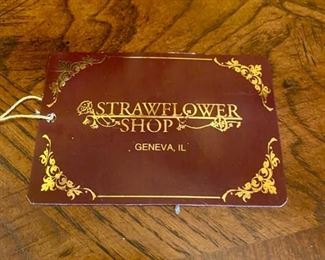 STRAWFLOWER
SHOP
GENEVA, IL